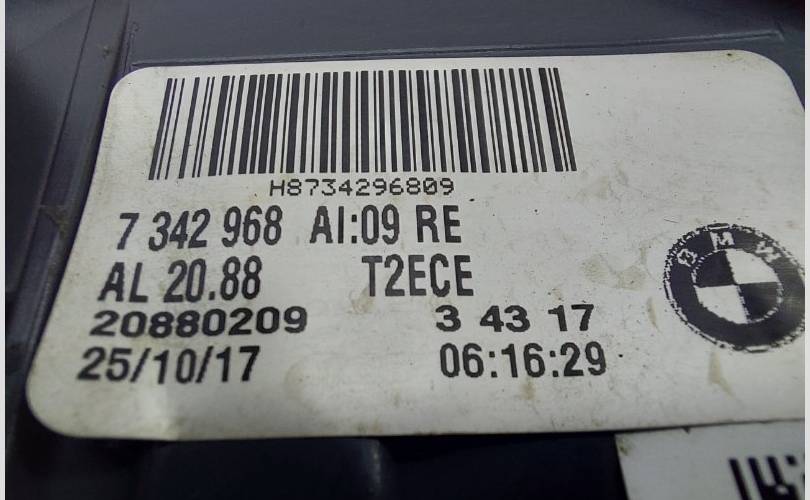 H8734296809
7 342 968 AI:09 RE
AL 20.88 T2ECE
20880209 3 43 17
25/10/17 06:16:29
BMW